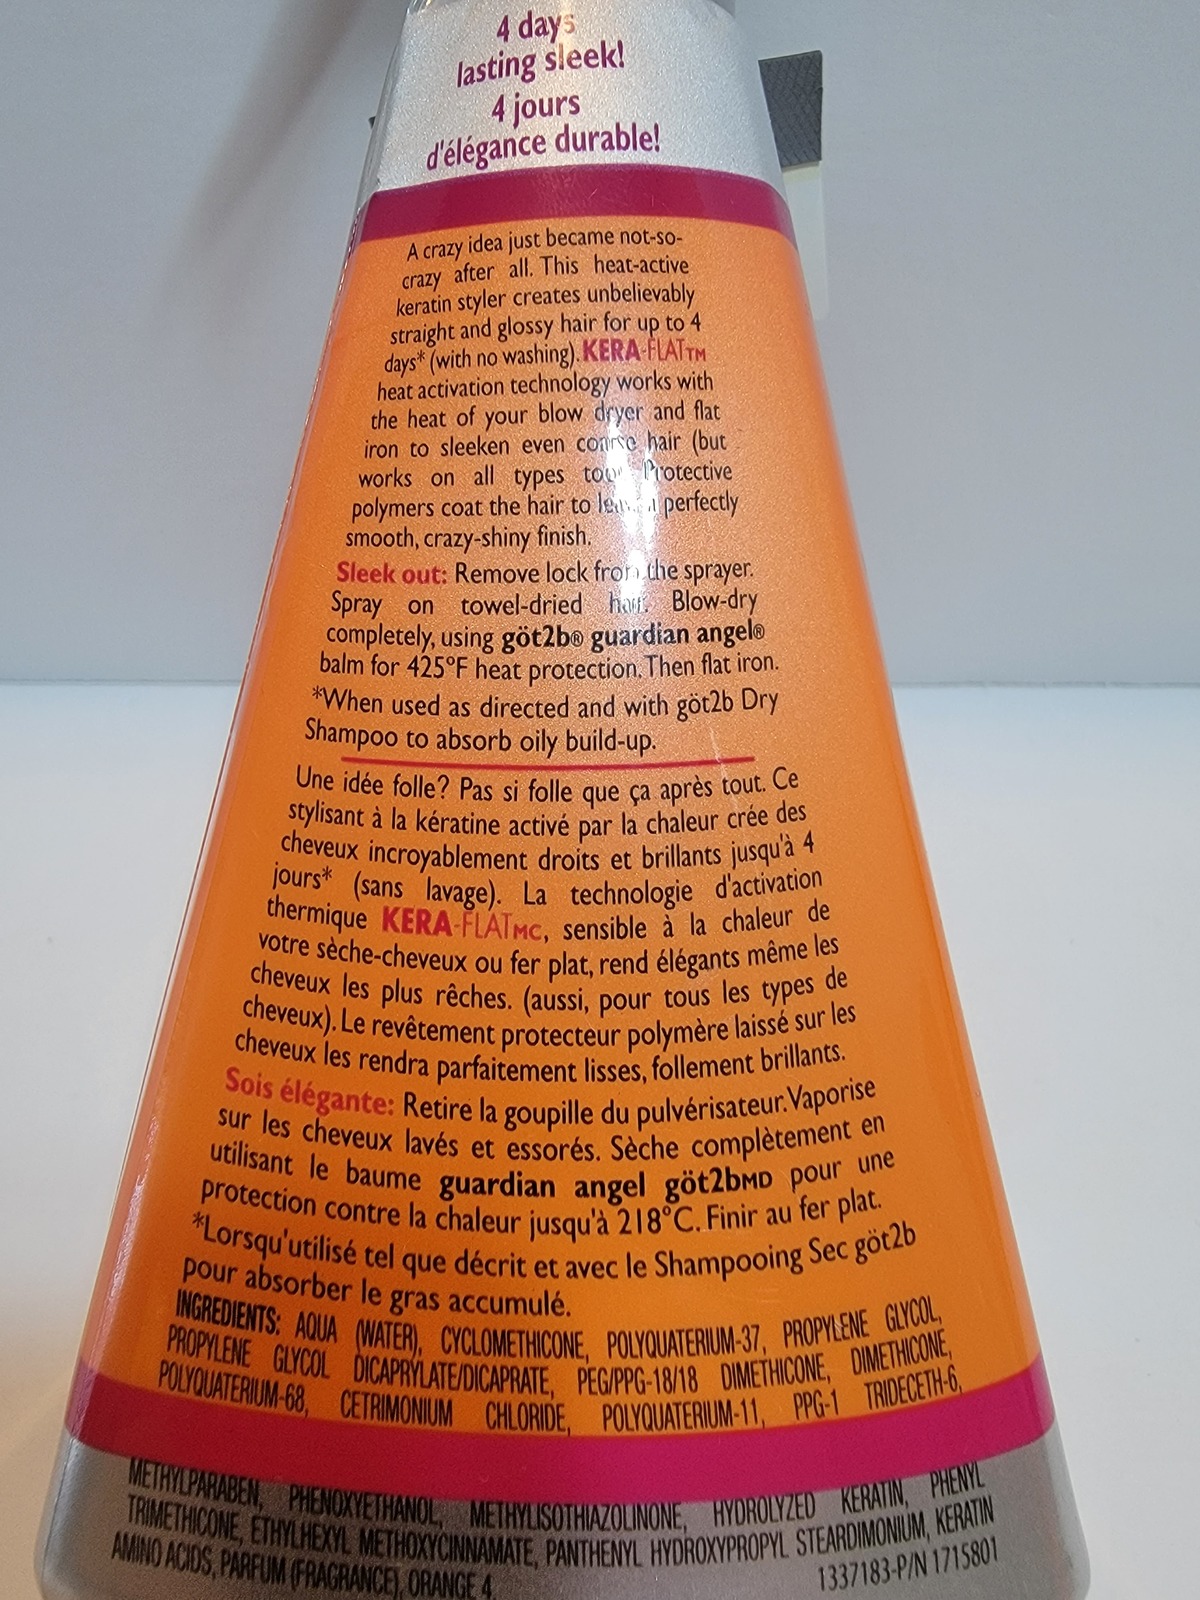 4 days
lasting sleek!
4 jours
d'élégance durable!
A crazy idea just became not-so-
crazy after all. This heat-active
keratin styler creates unbelievably
straight and glossy hair for up to 4
days* (with no washing). KERA-FLAT™
heat activation technology works with
the heat of your blow dryer and flat
iron to sleeken even coarse hair (but
works on all types too). Protective
polymers coat the hair to perfectly
smooth, crazy-shiny finish.
Sleek out: Remove lock from the sprayer.
Spray on towel-dried hair. Blow-dry
completely, using göt2b® guardian angel®
balm for 425°F heat protection. Then flat iron.
*When used as directed and with göt2b Dry
Shampoo to absorb oily build-up.
Une idée folle? Pas si folle que ça après tout. Ce
stylisant à la kératine activé par la chaleur crée des
cheveux incroyablement droits et brillants jusqu'à 4
jours* (sans lavage). La technologie d'activation
thermique KERA-FLATMC, sensible à la chaleur de
votre sèche-cheveux ou fer plat, rend élégants même les
cheveux les plus rêches. (aussi, pour tous les types de
cheveux). Le revêtement protecteur polymère laissé sur les
cheveux les rendra parfaitement lisses, follement brillants.
Sois élégante: Retire la goupille du pulvérisateur. Vaporise
sur les cheveux lavés et essorés. Sèche complètement en
utilisant le baume guardian angel göt2bMD pour une
protection contre la chaleur jusqu'à 218°C. Finir au fer plat.
*Lorsqu'utilisé tel que décrit et avec le Shampooing Sec göt2b
pour absorber le gras accumulé.
INGREDIENTS: AQUA (WATER), CYCLOMETHICONE, POLYQUATERIUM-37, PROPYLENE GLYCOL,
PROPYLENE GLYCOL DICAPRYLATE/DICAPRATE, PEG/PPG-18/18 DIMETHICONE, DIMETHICONE,
POLYQUATERIUM-68, CETRIMONIUM CHLORIDE, POLYQUATERIUM-11, PPG-1 TRIDECETH-6,
METHYLPARABEN, PHENOXYETHANOL, METHYLISOTHIAZOLINONE, HYDROLYZED KERATIN, PHENYL
TRIMETHICONE, ETHYLHEXYL METHOXYCINNAMATE, PANTHENYL HYDROXYPROPYL STEARDIMONIUM, KERATIN
AMINO ACIDS, PARFUM (FRAGRANCE), ORANGE 4.
1337183-P/N 1715801